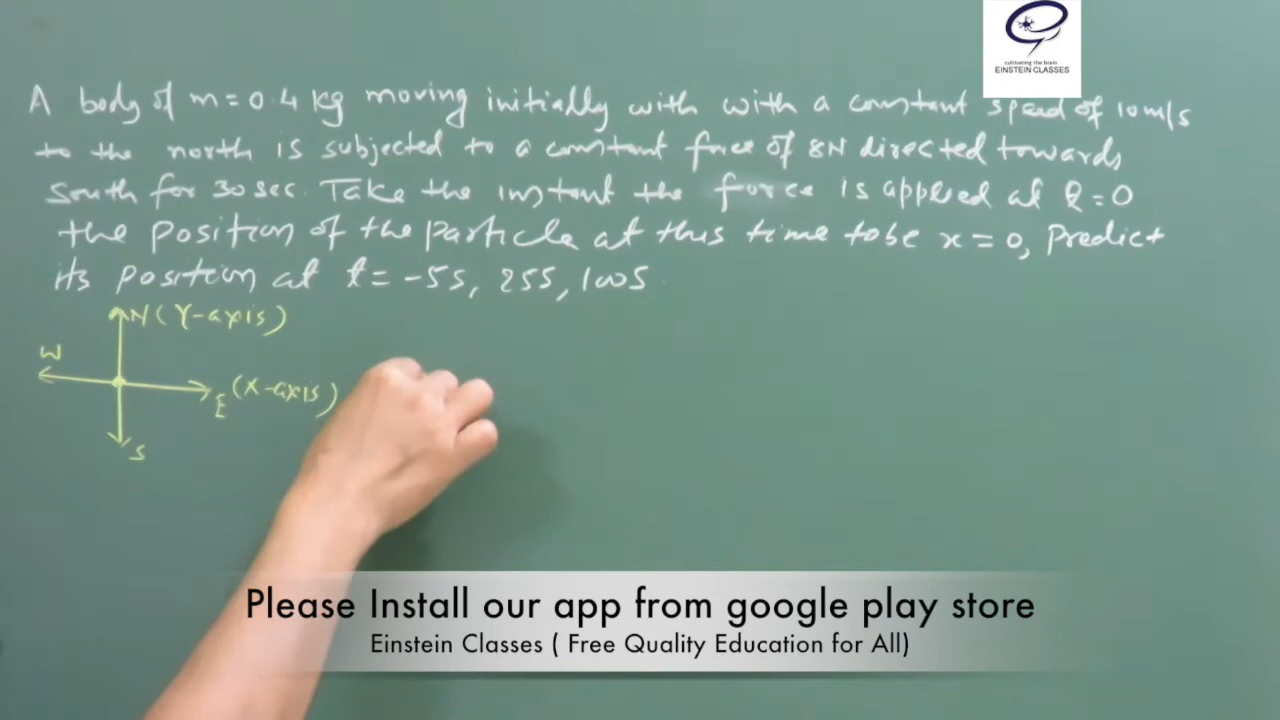 cultivating the brain
EINSTEIN CLASSES
A body of m = 0.4 kg moving initially with with a constant speed of 10 m/s
to the north is subjected to a constant force of 8N directed towards
South for 30 sec. Take the instant the force is applied at t = 0
the position of the particle at this time to be x = 0, predict
its position at t = -5s, 25s, 100s.
N (Y-axis)
W
E (X-axis)
S
Please Install our app from google play store
Einstein Classes ( Free Quality Education for All)